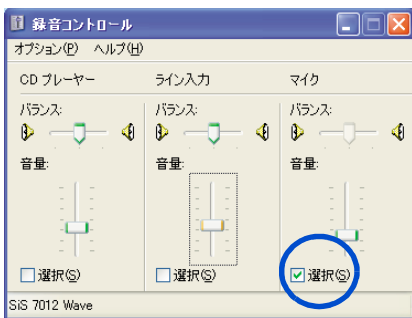 録音コントロール
オプション(P) ヘルプ(H)
CD プレーヤー ライン入力 マイク
バランス: バランス: バランス:
音量: 音量: 音量:
選択(S) 選択(S) 選択(S)
SiS 7012 Wave